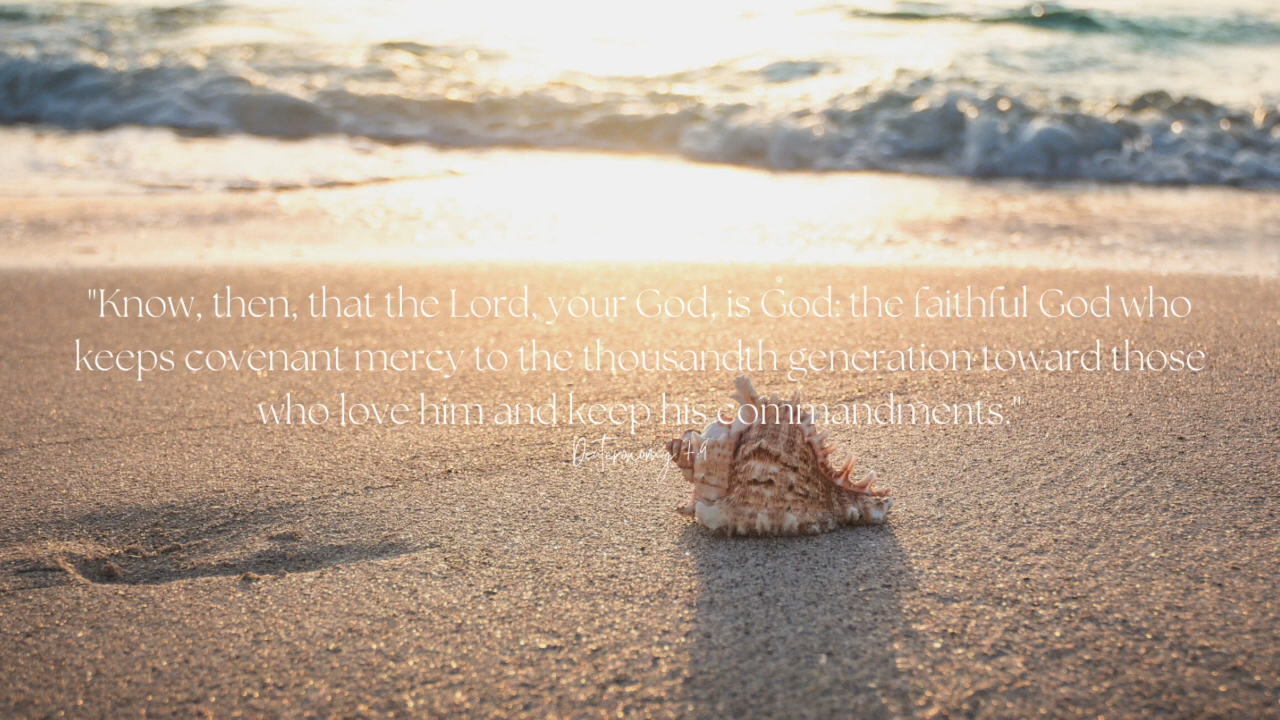 "Know, then, that the Lord, your God, is God: the faithful God who
keeps covenant mercy to the thousandth generation toward those
who love him and keep his commandments."
Deuteronomy 7:9